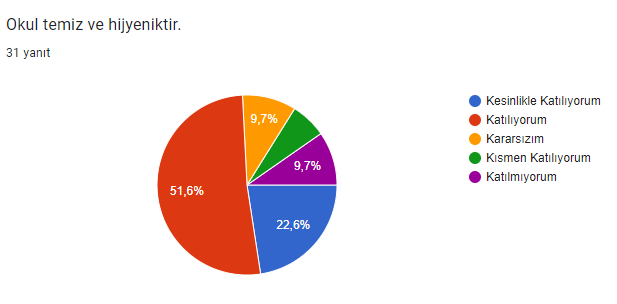 Okul temiz ve hijyeniktir.
31 yanıt
9,7%
9,7%
51,6%
22,6%
Kesinlikle Katılıyorum
Katılıyorum
Kararsızım
Kısmen Katılıyorum
Katılmıyorum